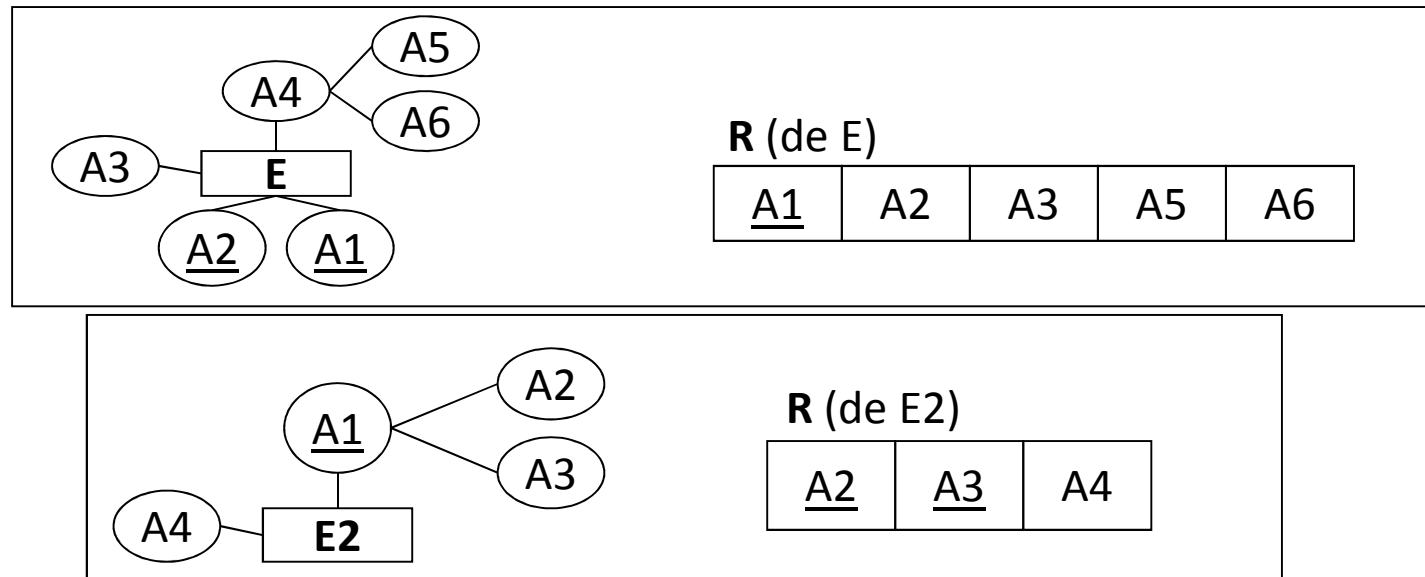 A5
A4
A6
R (de E)
A3
E
A1 A2 A3 A5 A6
A2 A1
A2
A1
R (de E2)
A3
A2 A3 A4
A4
E2